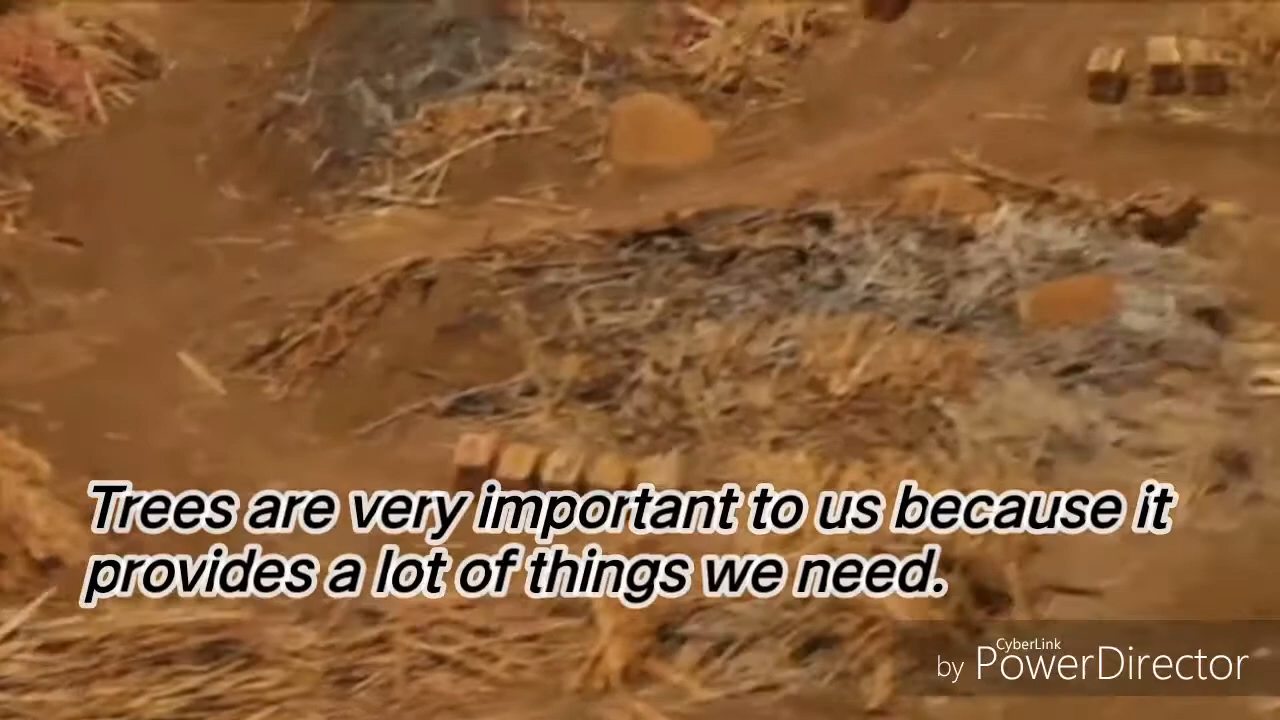 Trees are very important to us because it
provides a lot of things we need.
CyberLink
by PowerDirector